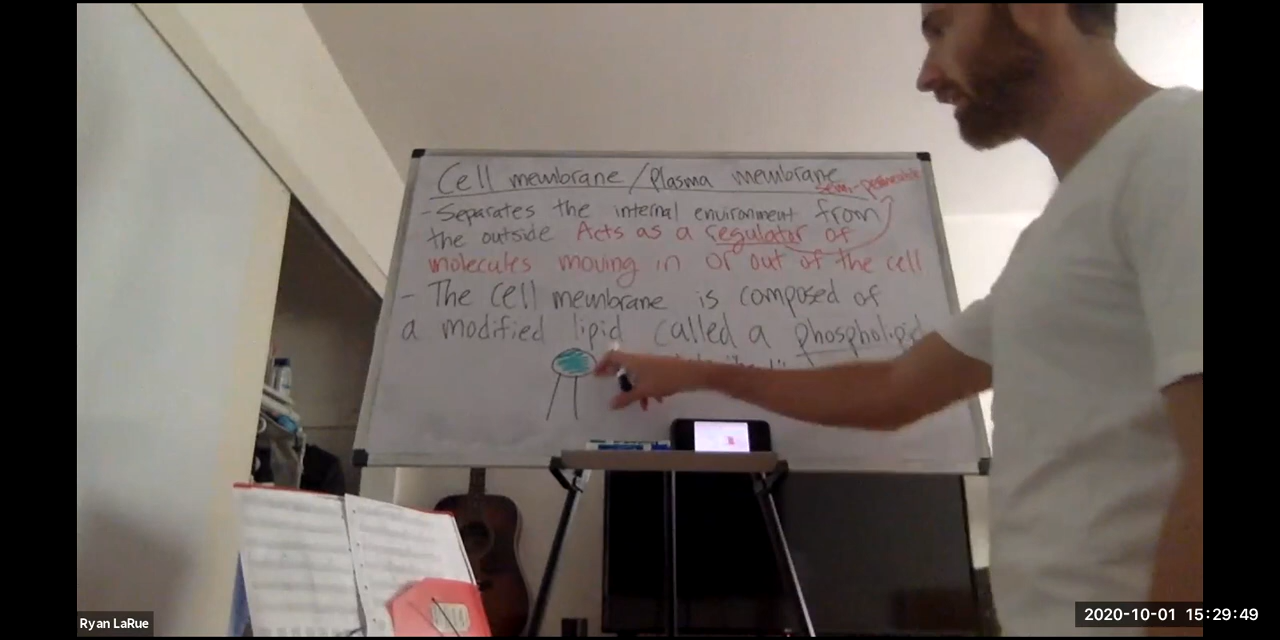 Cell membrane/Plasma membrane
semi-permeable
- Separates the internal environment from
the outside Acts as a regulator of
molecules moving in or out of the cell
- The cell membrane is composed of
a modified lipid called a phospholipid
Ryan LaRue
2020-10-01 15:29:49